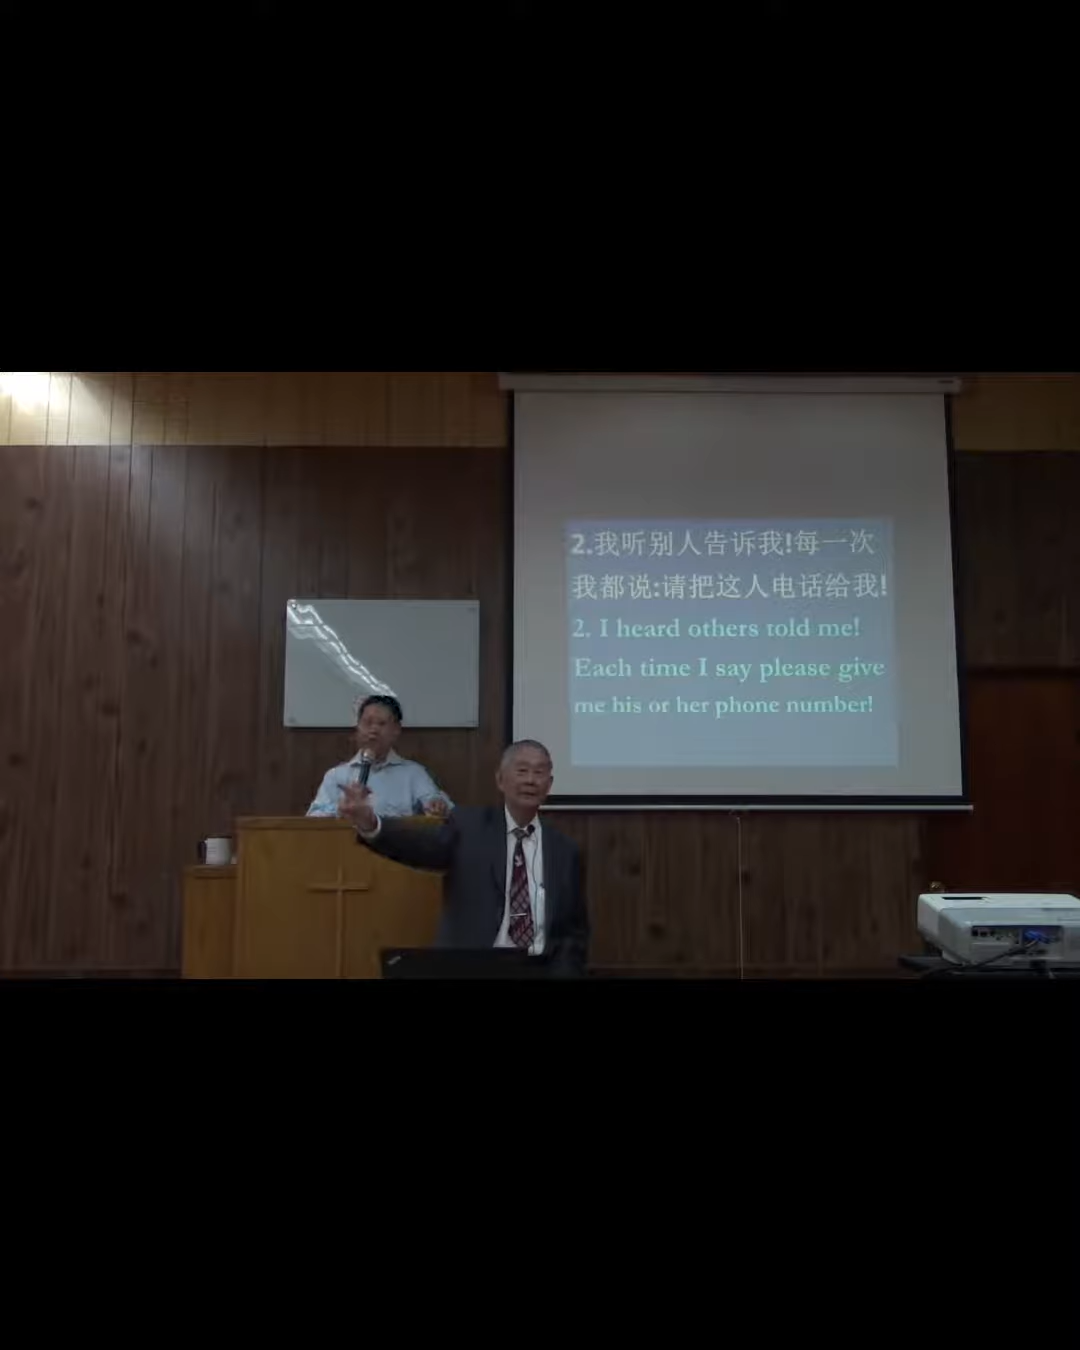 2.我听别人告诉我!每一次
我都说:请把这人电话给我!
2. I heard others told me!
Each time I say please give
me his or her phone number!